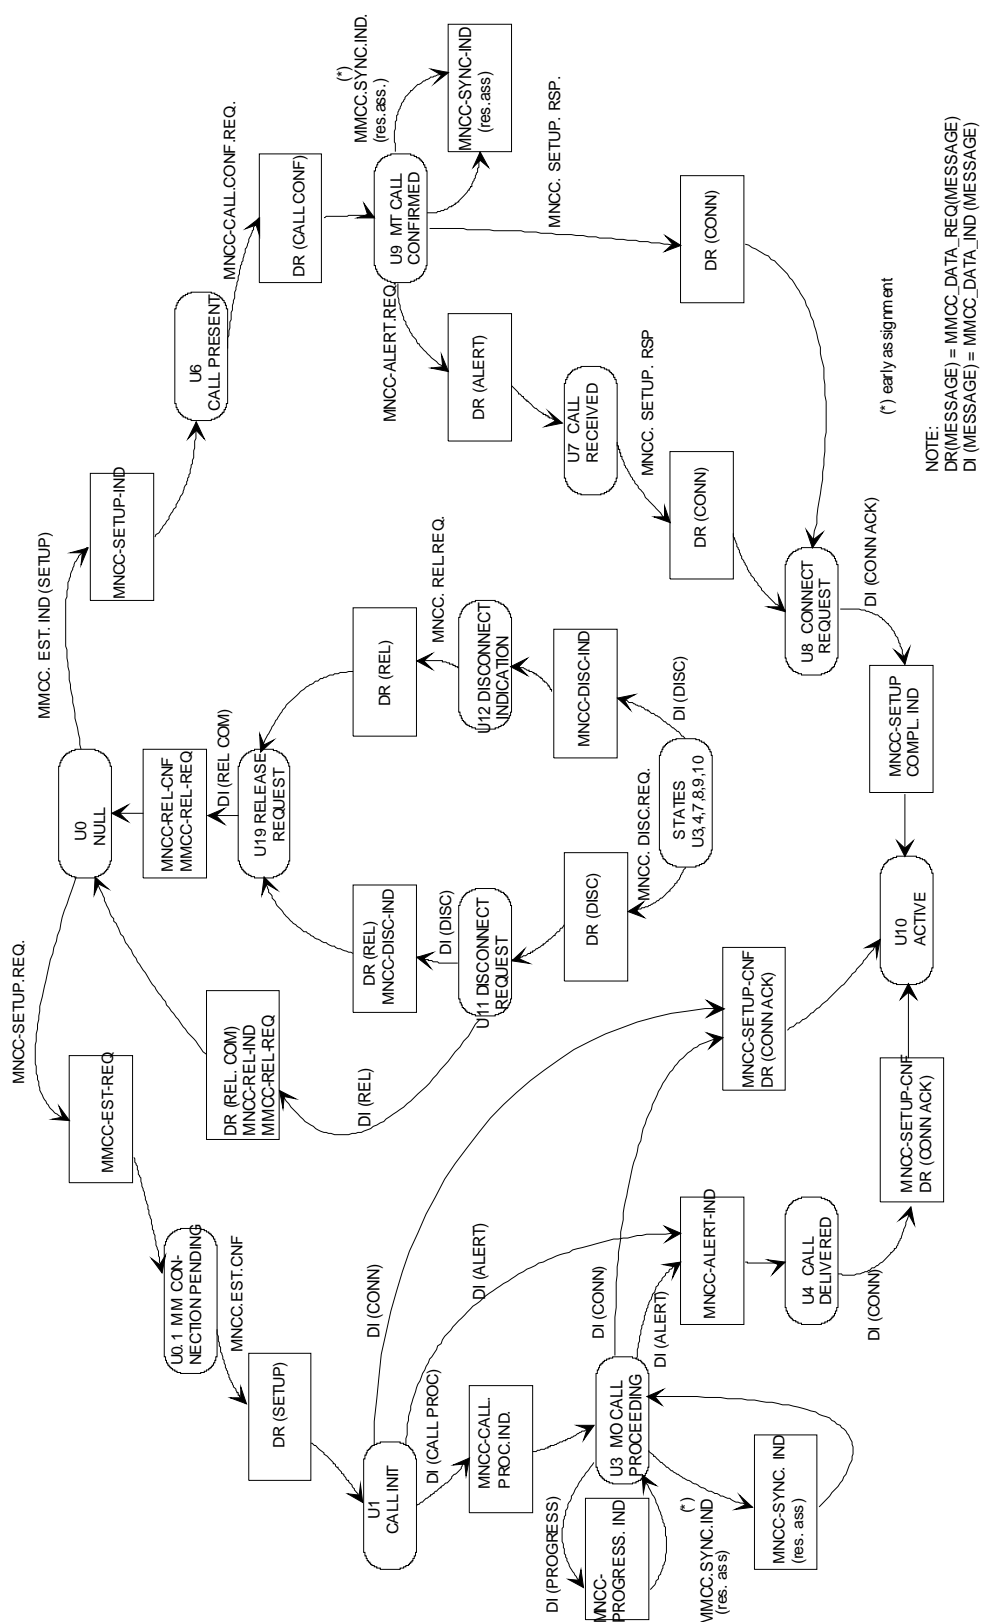 MNCC-SETUP.REQ.
MMCC. EST. IND (SETUP)
U0
NULL
MMCC-EST-REQ
MNCC-SETUP-IND
U0.1 MM CON-
NECTION PENDING
MNCC.EST.CNF
DR (REL. COM)
MNCC-REL-IND
MMCC-REL-REQ
MNCC-REL-CNF
MMCC-REL-REQ
DI (REL COM)
U6
CALL PRESENT
MNCC-CALL.CONF.REQ.
DR (SETUP)
U19 RELEASE
REQUEST
DR (CALL CONF)
DI (REL)
DR (REL)
MNCC-DISC-IND
DI (DISC)
DR (REL)
MNCC. REL.REQ.
U1
CALL INIT
DI (CONN)
DI (ALERT)
DI (CALL PROC)
U9 MT CALL
CONFIRMED
MMCC.SYNC.IND.
(*)
(res.ass.)
MNCC-SYNC-IND
(res.ass)
MNCC-ALERT.REQ.
MNCC. SETUP. RSP.
MNCC-CALL.
PROC.IND.
U11 DISCONNECT
REQUEST
U12 DISCONNECT
INDICATION
DR (ALERT)
DI (PROGRESS)
DR (DISC)
MNCC-DISC-IND
U7 CALL
RECEIVED
MNCC. SETUP. RSP
MNCC-
PROGRESS. IND
U3 MO CALL
PROCEEDING
DI (CONN)
DI (ALERT)
MNCC. DISC.REQ.
DI (DISC)
STATES
U3,4,7,8,9,10
DR (CONN)
DR (CONN)
MMCC.SYNC.IND
(*)
(res. ass)
MNCC-ALERT-IND
MNCC-SETUP-CNF
DR (CONN ACK)
MNCC-SYNC. IND
(res. ass)
U4 CALL
DELIVERED
DI (CONN)
U8 CONNECT
REQUEST
DI (CONN ACK)
MNCC-SETUP-CNF
DR (CONN ACK)
U10
ACTIVE
MNCC-SETUP
COMPL. IND
(*) early assignment
NOTE:
DR(MESSAGE) = MMCC_DATA_REQ(MESSAGE)
DI (MESSAGE) = MMCC_DATA_IND (MESSAGE)